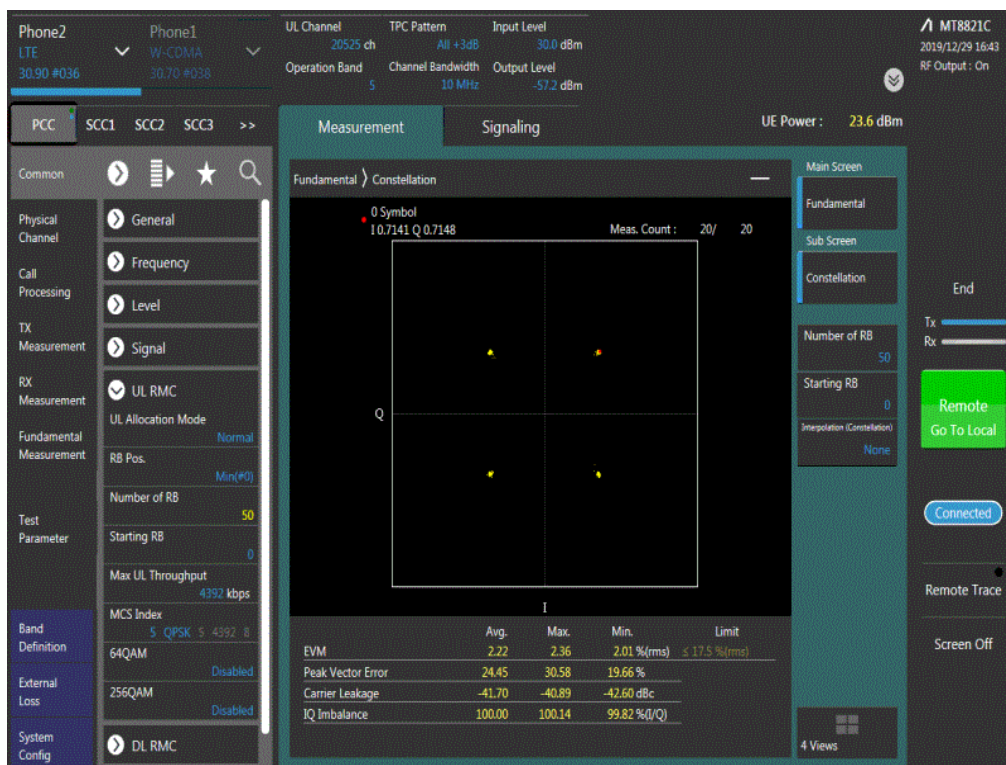 Phone2
LTE
30.90 #036
Phone1
W-CDMA
30.70 #038
UL Channel
20525 ch
Operation Band
5
TPC Pattern
All +3dB
Channel Bandwidth
10 MHz
Input Level
30.0 dBm
Output Level
-57.2 dBm
MT8821C
2019/12/29 16:43
RF Output : On
PCC SCC1 SCC2 SCC3 >>
Measurement Signaling
UE Power : 23.6 dBm
Common
Physical
Channel
Call
Processing
TX
Measurement
RX
Measurement
Fundamental
Measurement
Test
Parameter
Band
Definition
External
Loss
System
Config
General
Frequency
Level
Signal
UL RMC
UL Allocation Mode
Normal
RB Pos.
Min(#0)
Number of RB
50
Starting RB
0
Max UL Throughput
4392 kbps
MCS Index
5 QPSK 5 4392 8
64QAM
Disabled
256QAM
Disabled
DL RMC
Fundamental Constellation
0 Symbol
I 0.7141 Q 0.7148
Meas. Count : 20/ 20
Q
I
Avg. Max. Min. Limit
EVM 2.22 2.36 2.01 %(rms) ≤ 17.5 %(rms)
Peak Vector Error 24.45 30.58 19.66 %
Carrier Leakage -41.70 -40.89 -42.60 dBc
IQ Imbalance 100.00 100.14 99.82 %(I/Q)
Main Screen
Fundamental
Sub Screen
Constellation
Number of RB
50
Starting RB
0
Interpolation (Constellation)
None
4 Views
End
Tx
Rx
Remote
Go To Local
Connected
Remote Trace
Screen Off